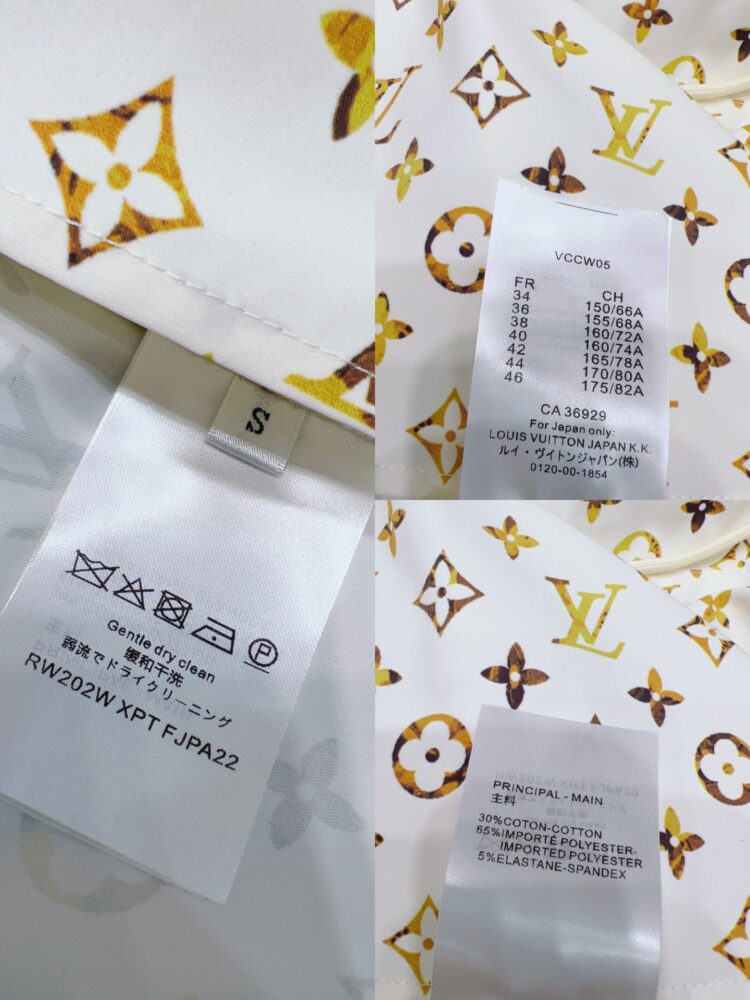 S
Gentle dry clean
缓和干洗
弱流でドライクリーニング
RW202W XPT FJPA22
P
VCCW05
FR CH
34 150/66A
36 155/68A
38 160/72A
40 160/74A
42 165/78A
44 170/80A
46 175/82A
CA 36929
For Japan only:
LOUIS VUITTON JAPAN K.K.
ルイ・ヴィトンジャパン(株)
0120-00-1854
PRINCIPAL - MAIN
主料
30%COTON-COTTON
65%IMPORTÉ POLYESTER-
IMPORTED POLYESTER
5%ELASTANE-SPANDEX
LV
LV